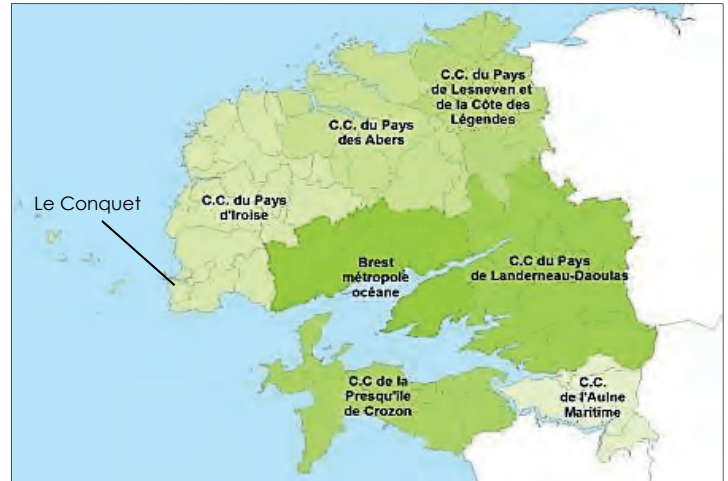 C.C. du Pays
de Lesneven et
de la Côte des
Légendes
C.C. du Pays
des Abers
Le Conquet
C.C. du Pays
d'Iroise
Brest
métropole
océane
C.C du Pays
de Landerneau-Daoulas
C.C de la
Presqu'île
de Crozon
C.C.
de l'Aulne
Maritime